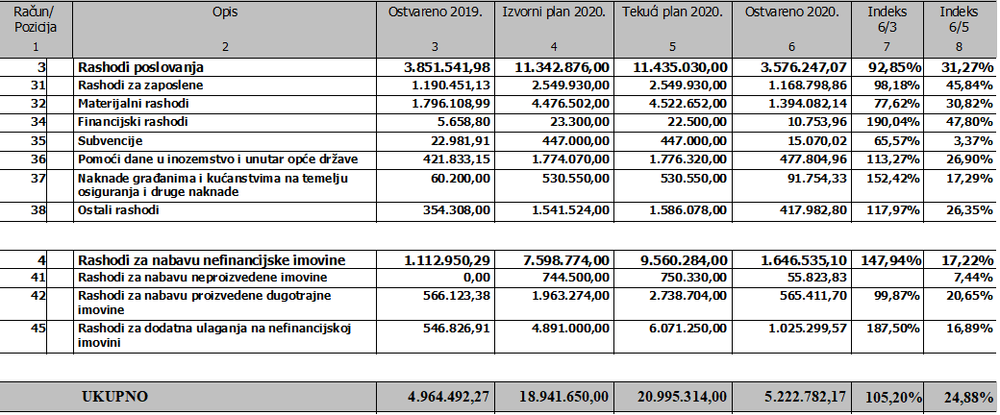 Račun/ Pozicija Opis Ostvareno 2019. Izvorni plan 2020. Tekući plan 2020. Ostvareno 2020. Indeks 6/3 Indeks 6/5
1 2 3 4 5 6 7 8
3 Rashodi poslovanja 3.851.541,98 11.342.876,00 11.435.030,00 3.576.247,07 92,85% 31,27%
31 Rashodi za zaposlene 1.190.451,13 2.549.930,00 2.549.930,00 1.168.798,86 98,18% 45,84%
32 Materijalni rashodi 1.796.108,99 4.476.502,00 4.522.652,00 1.394.082,14 77,62% 30,82%
34 Financijski rashodi 5.658,80 23.300,00 22.500,00 10.753,96 190,04% 47,80%
35 Subvencije 22.981,91 447.000,00 447.000,00 15.070,02 65,57% 3,37%
36 Pomoći dane u inozemstvo i unutar opće države 421.833,15 1.774.070,00 1.776.320,00 477.804,96 113,27% 26,90%
37 Naknade građanima i kućanstvima na temelju 60.200,00 530.550,00 530.550,00 91.754,33 152,42% 17,29%
osiguranja i druge naknade
38 Ostali rashodi 354.308,00 1.541.524,00 1.586.078,00 417.982,80 117,97% 26,35%
4 Rashodi za nabavu nefinancijske imovine 1.112.950,29 7.598.774,00 9.560.284,00 1.646.535,10 147,94% 17,22%
41 Rashodi za nabavu neproizvedene imovine 0,00 744.500,00 750.330,00 55.823,83 7,44%
42 Rashodi za nabavu proizvedene dugotrajne 566.123,38 1.963.274,00 2.738.704,00 565.411,70 99,87% 20,65%
imovine
45 Rashodi za dodatna ulaganja na nefinancijskoj 546.826,91 4.891.000,00 6.071.250,00 1.025.299,57 187,50% 16,89%
imovini
UKUPNO 4.964.492,27 18.941.650,00 20.995.314,00 5.222.782,17 105,20% 24,88%